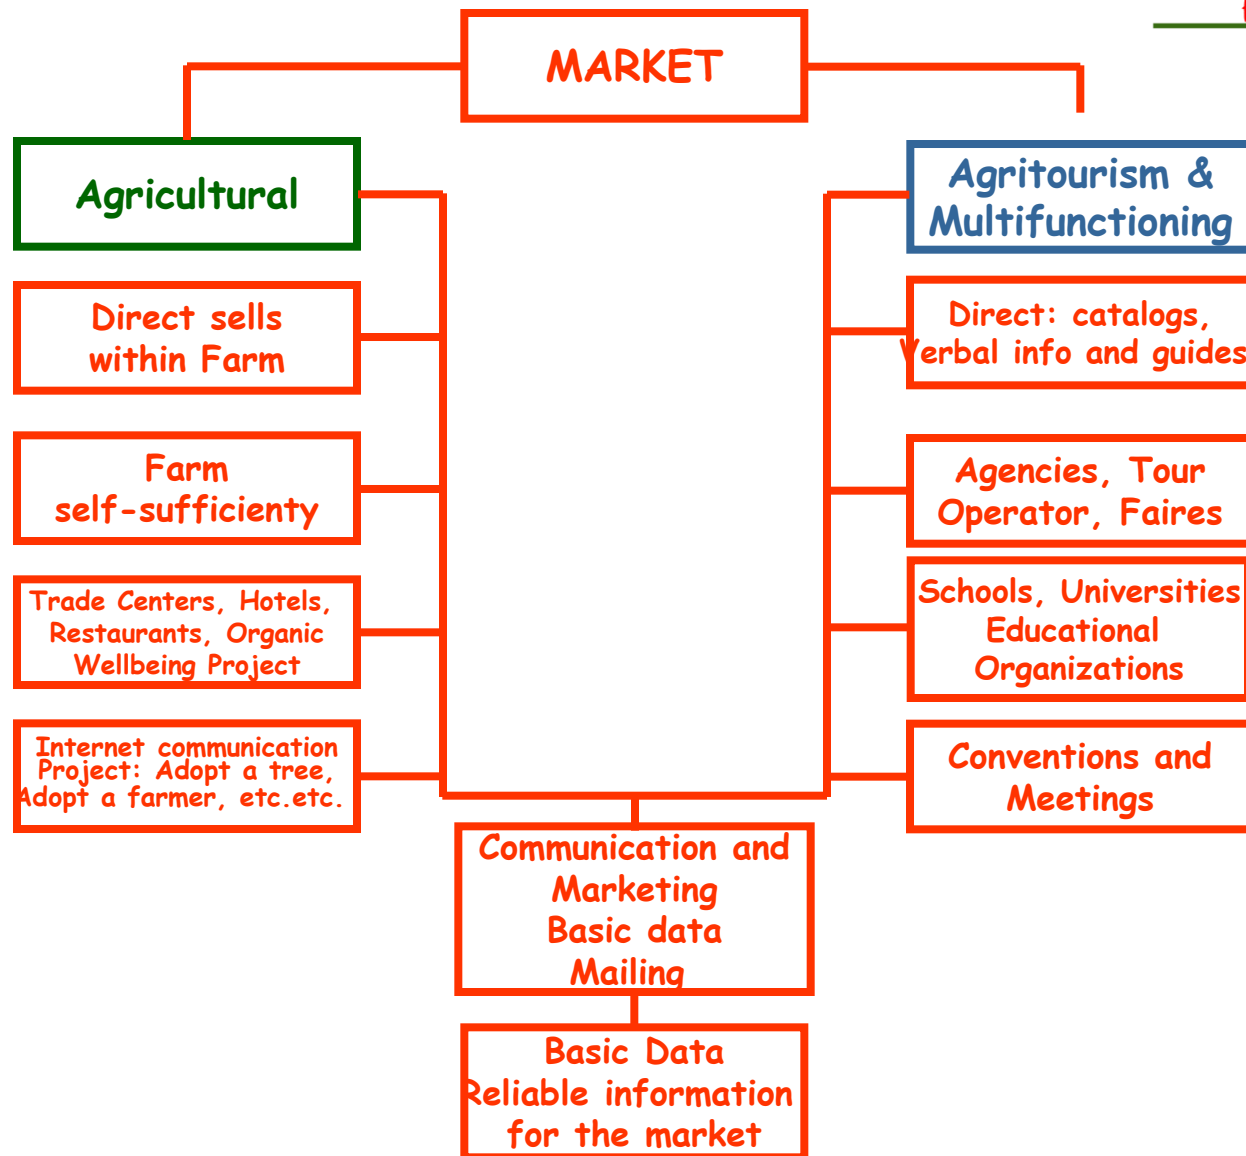 MARKET
Agricultural
Direct sells
within Farm
Farm
self-sufficienty
Trade Centers, Hotels,
Restaurants, Organic
Wellbeing Project
Internet communication
Project: Adopt a tree,
Adopt a farmer, etc.etc.
Agritourism &
Multifunctioning
Direct: catalogs,
Verbal info and guides
Agencies, Tour
Operator, Faires
Schools, Universities
Educational
Organizations
Conventions and
Meetings
Communication and
Marketing
Basic data
Mailing
Basic Data
Reliable information
for the market